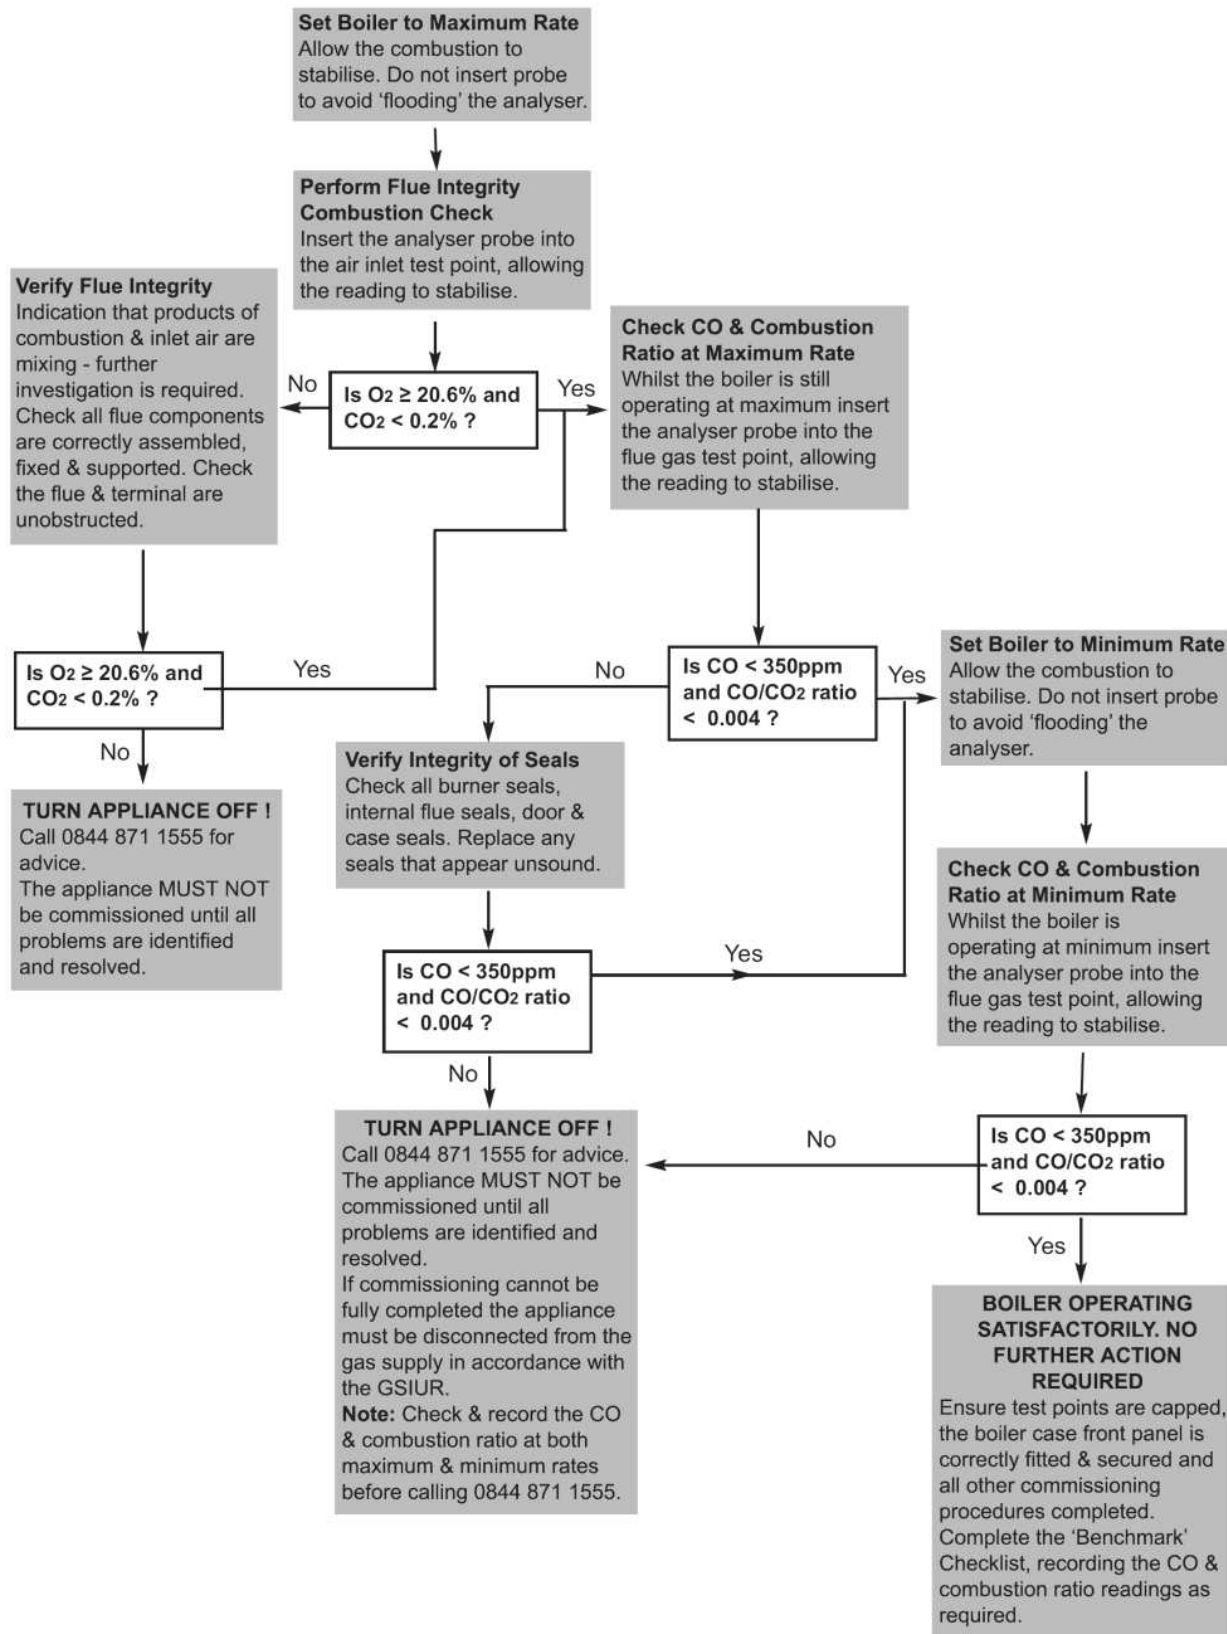 Set Boiler to Maximum Rate
Allow the combustion to
stabilise. Do not insert probe
to avoid ‘flooding’ the analyser.
Perform Flue Integrity
Combustion Check
Insert the analyser probe into
the air inlet test point, allowing
the reading to stabilise.
Verify Flue Integrity
Indication that products of
combustion & inlet air are
mixing - further
investigation is required.
Check all flue components
are correctly assembled,
fixed & supported. Check
the flue & terminal are
unobstructed.
No
Is O2 ≥ 20.6% and
CO2 < 0.2% ?
Yes
Check CO & Combustion
Ratio at Maximum Rate
Whilst the boiler is still
operating at maximum insert
the analyser probe into the
flue gas test point, allowing
the reading to stabilise.
Is O2 ≥ 20.6% and
CO2 < 0.2% ?
Yes
No
TURN APPLIANCE OFF !
Call 0844 871 1555 for
advice.
The appliance MUST NOT
be commissioned until all
problems are identified
and resolved.
No
Is CO < 350ppm
and CO/CO2 ratio
< 0.004 ?
Yes
Set Boiler to Minimum Rate
Allow the combustion to
stabilise. Do not insert probe
to avoid ‘flooding’ the
analyser.
Verify Integrity of Seals
Check all burner seals,
internal flue seals, door &
case seals. Replace any
seals that appear unsound.
Is CO < 350ppm
and CO/CO2 ratio
< 0.004 ?
Yes
No
Check CO & Combustion
Ratio at Minimum Rate
Whilst the boiler is
operating at minimum insert
the analyser probe into the
flue gas test point, allowing
the reading to stabilise.
TURN APPLIANCE OFF !
Call 0844 871 1555 for advice.
The appliance MUST NOT be
commissioned until all
problems are identified and
resolved.
If commissioning cannot be
fully completed the appliance
must be disconnected from the
gas supply in accordance with
the GSIUR.
Note: Check & record the CO
& combustion ratio at both
maximum & minimum rates
before calling 0844 871 1555.
No
Is CO < 350ppm
and CO/CO2 ratio
< 0.004 ?
Yes
BOILER OPERATING
SATISFACTORILY. NO
FURTHER ACTION
REQUIRED
Ensure test points are capped,
the boiler case front panel is
correctly fitted & secured and
all other commissioning
procedures completed.
Complete the ‘Benchmark’
Checklist, recording the CO &
combustion ratio readings as
required.